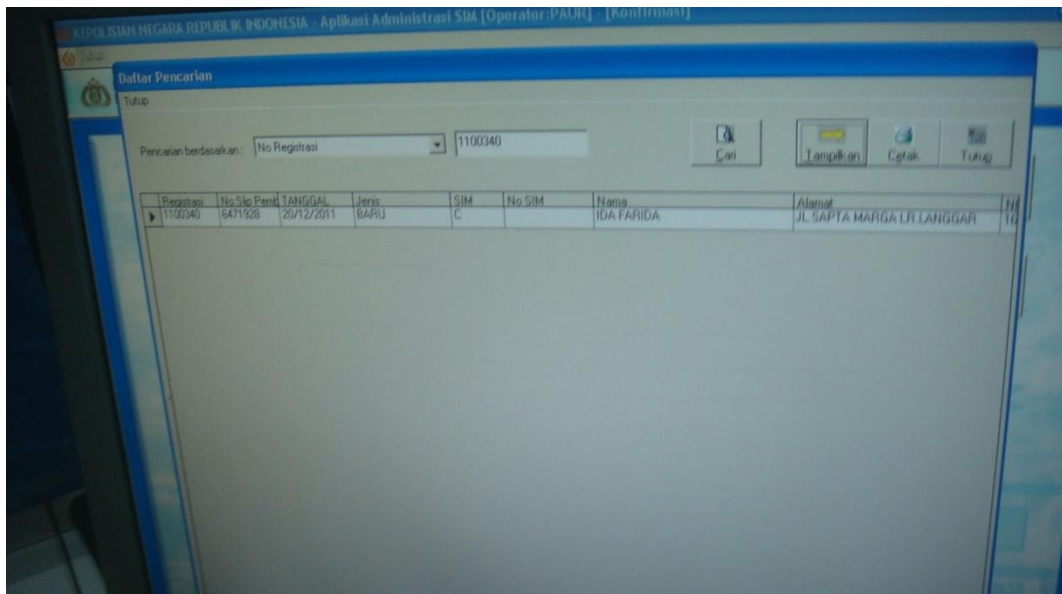 KEPOLISIAN NEGARA REPUBLIK INDONESIA - Aplikasi Administrasi SIM [Operator:PAUR] - [Konfirmasi]
Tutup
Daftar Pencarian
Tutup
Pencarian berdasarkan : No Registrasi 1100340 Cari Tampilkan Cetak Tutup
Registrasi No Slip Pemb TANGGAL Jenis SIM No SIM Nama Alamat
1100340 6471928 20/12/2011 BARU C IDA FARIDA JL SAPTA MARGA LR.LANGGAR